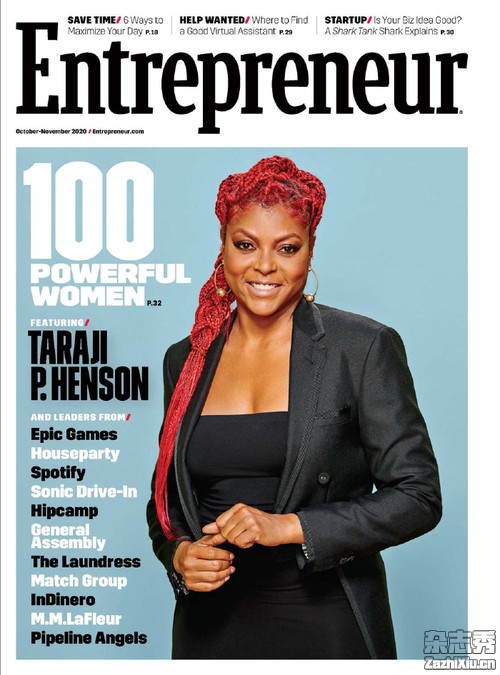 SAVE TIME / 6 Ways to
Maximize Your Day P.18
HELP WANTED / Where to Find
a Good Virtual Assistant P.29
STARTUP / Is Your Biz Idea Good?
A Shark Tank Shark Explains P.30
Entrepreneur
October-November 2020 / Entrepreneur.com
100
POWERFUL
WOMEN P.32
FEATURING/
TARAJI
P. HENSON
AND LEADERS FROM/
Epic Games
Houseparty
Spotify
Sonic Drive-In
Hipcamp
General
Assembly
The Laundress
Match Group
InDinero
M.M.LaFleur
Pipeline Angels
杂志秀
ZaZhiXiu.cn